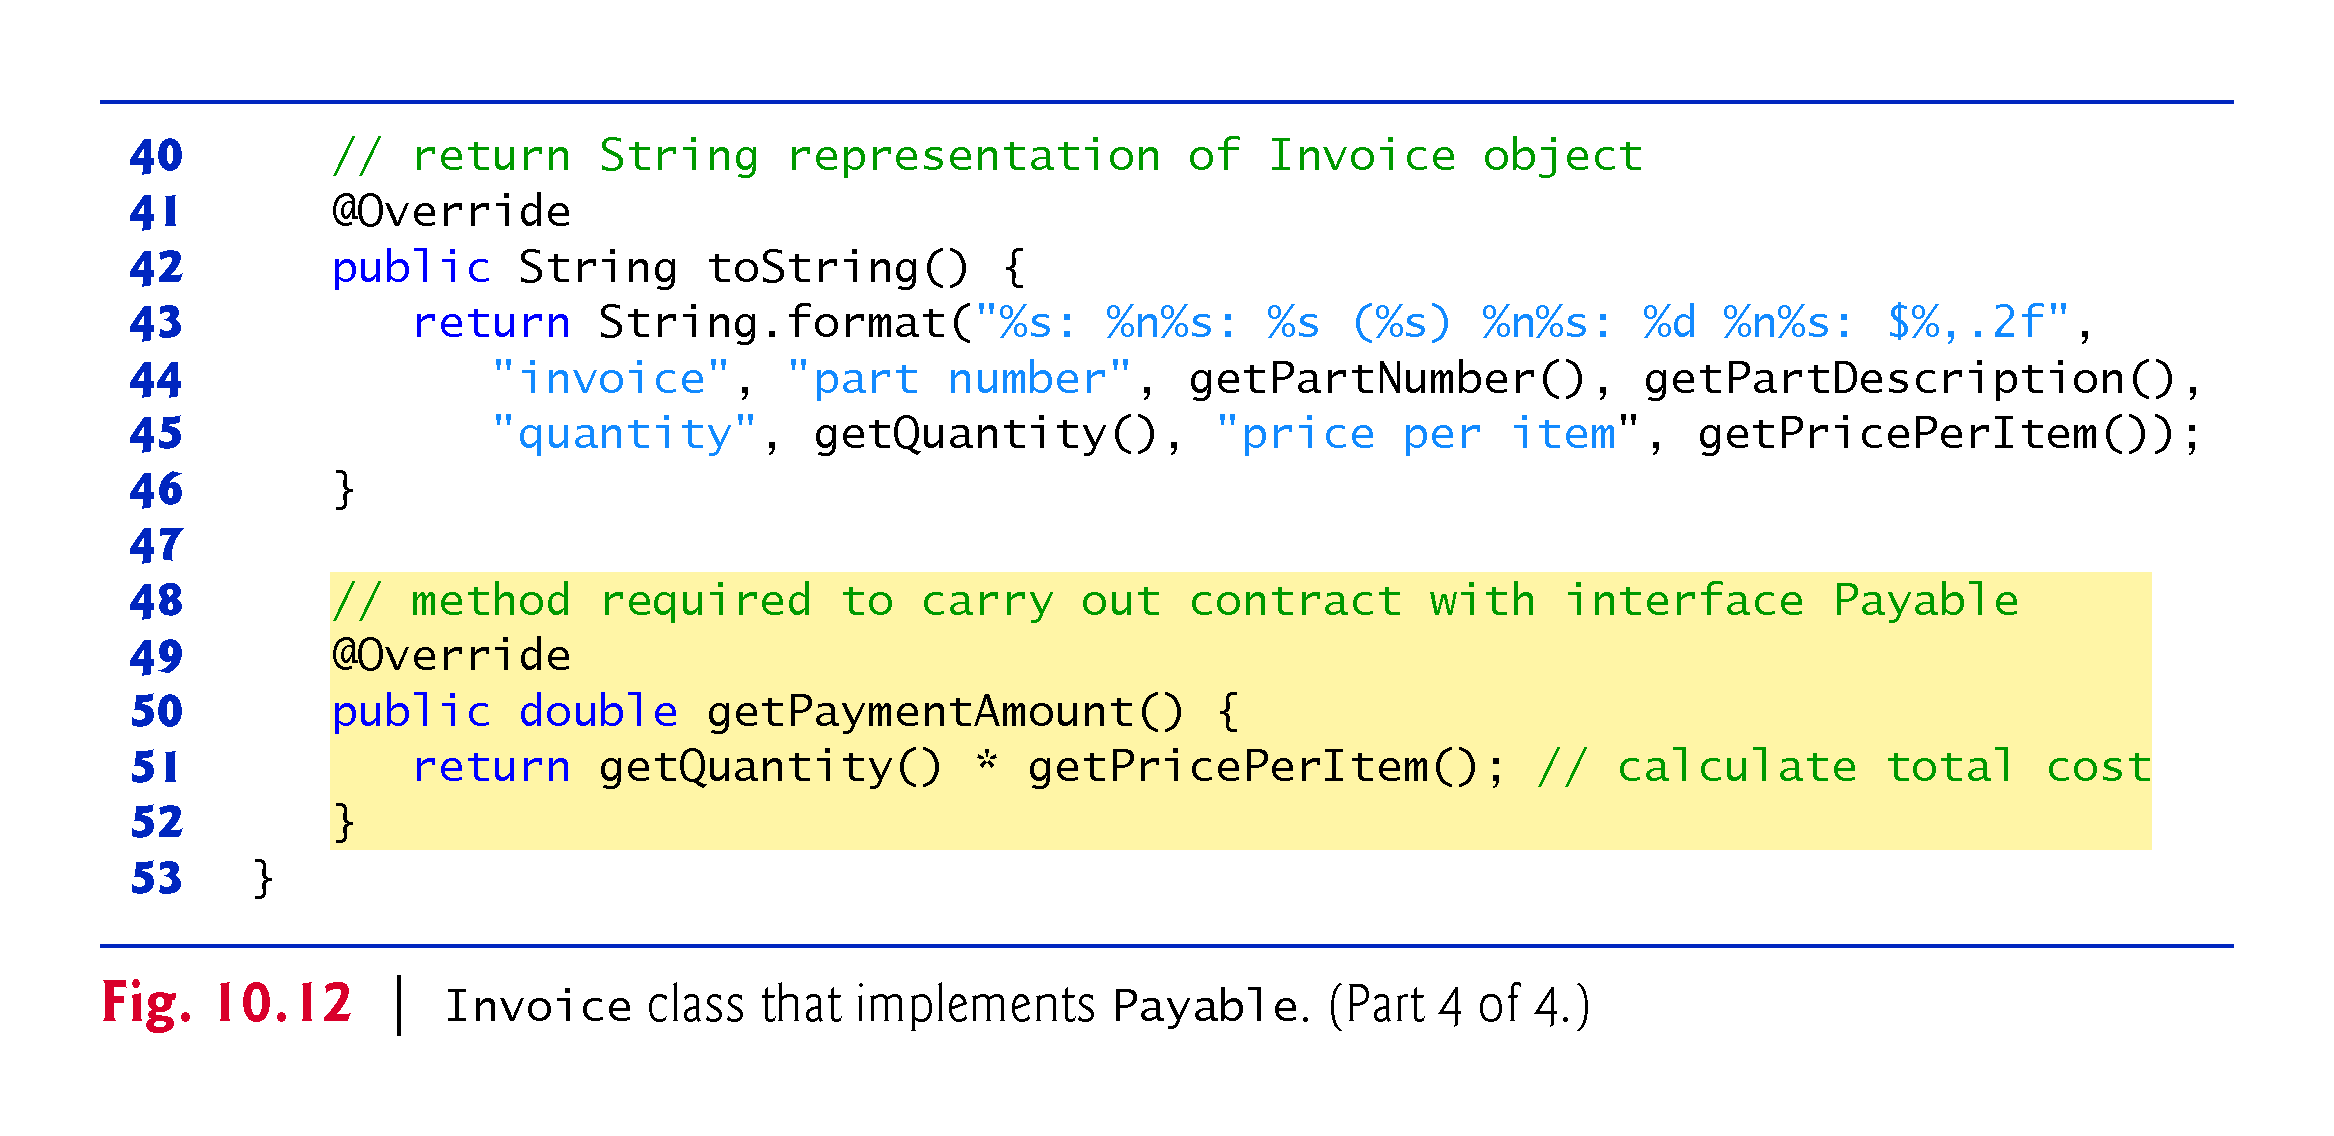 40 // return String representation of Invoice object
41 @Override
42 public String toString() {
43 return String.format("%s: %n%s: %s (%s) %n%s: %d %n%s: $%,.2f",
44 "invoice", "part number", getPartNumber(), getPartDescription(),
45 "quantity", getQuantity(), "price per item", getPricePerItem());
46 }
47
48 // method required to carry out contract with interface Payable
49 @Override
50 public double getPaymentAmount() {
51 return getQuantity() * getPricePerItem(); // calculate total cost
52 }
53 }
Fig. 10.12 | Invoice class that implements Payable. (Part 4 of 4.)